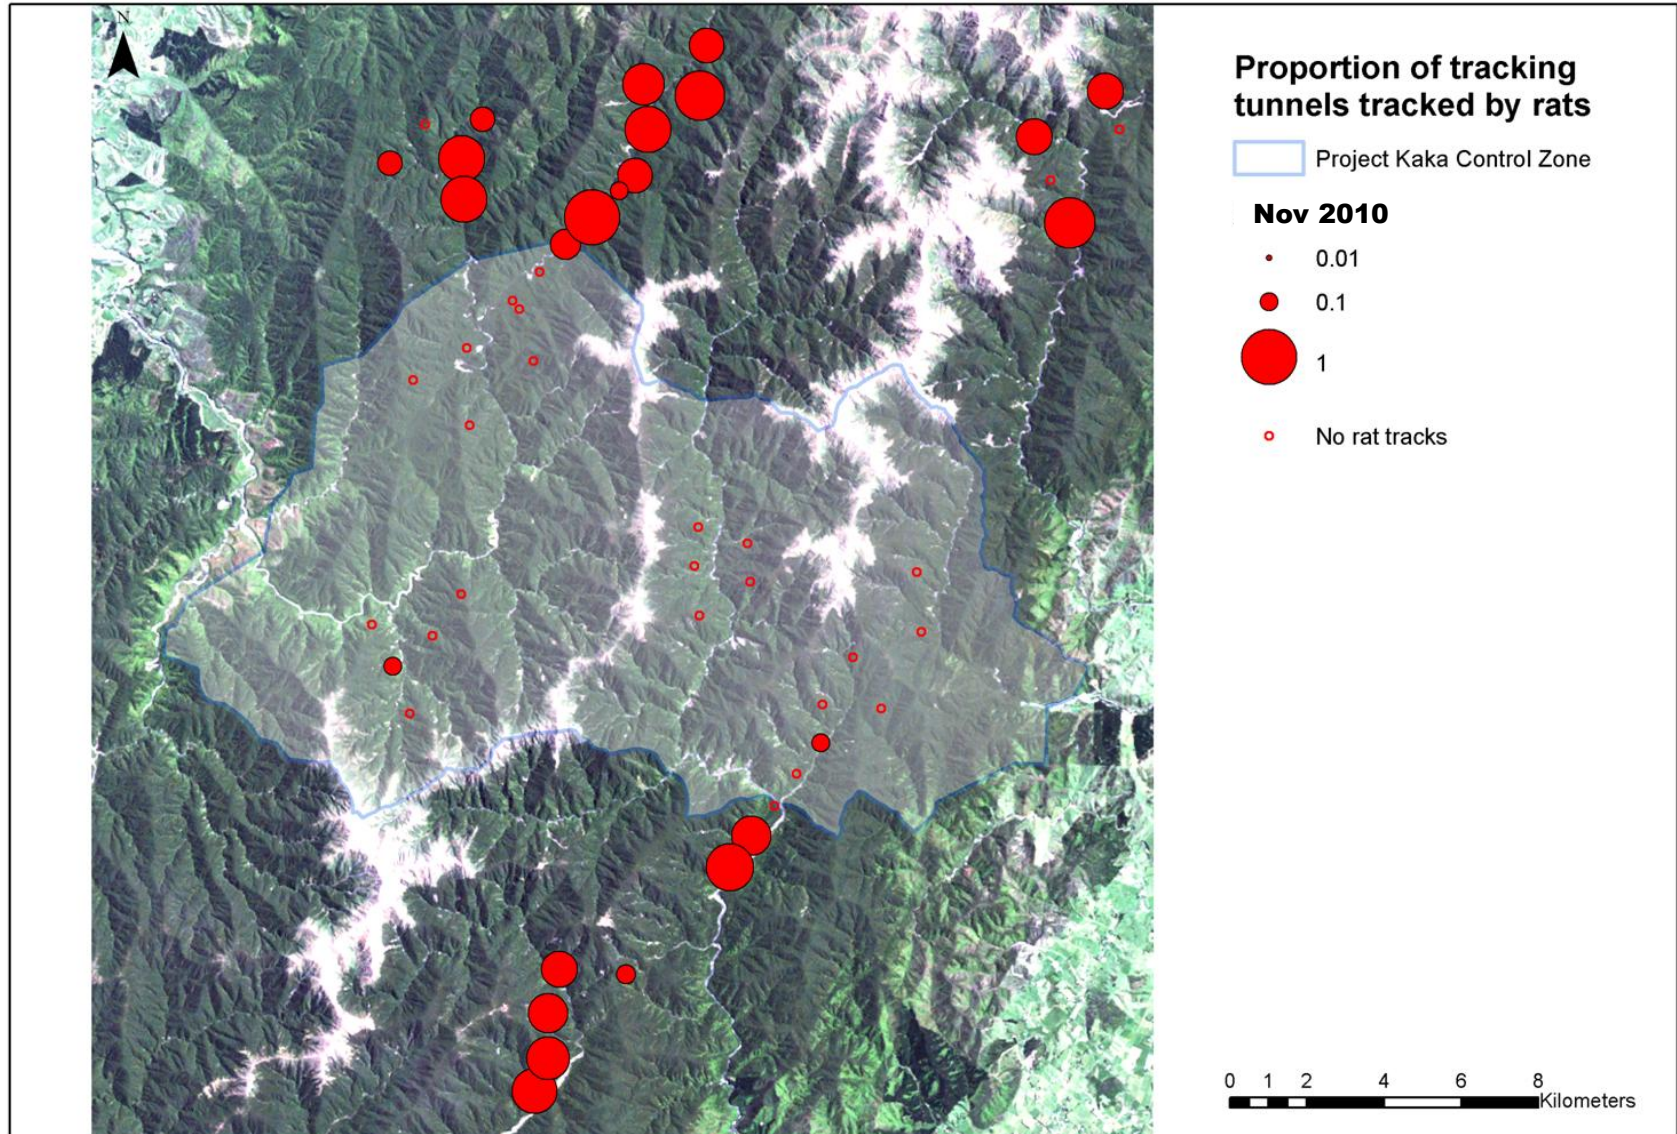 N
Proportion of tracking
tunnels tracked by rats
Project Kaka Control Zone
Nov 2010
0.01
0.1
1
No rat tracks
0 1 2 4 6 8
Kilometers